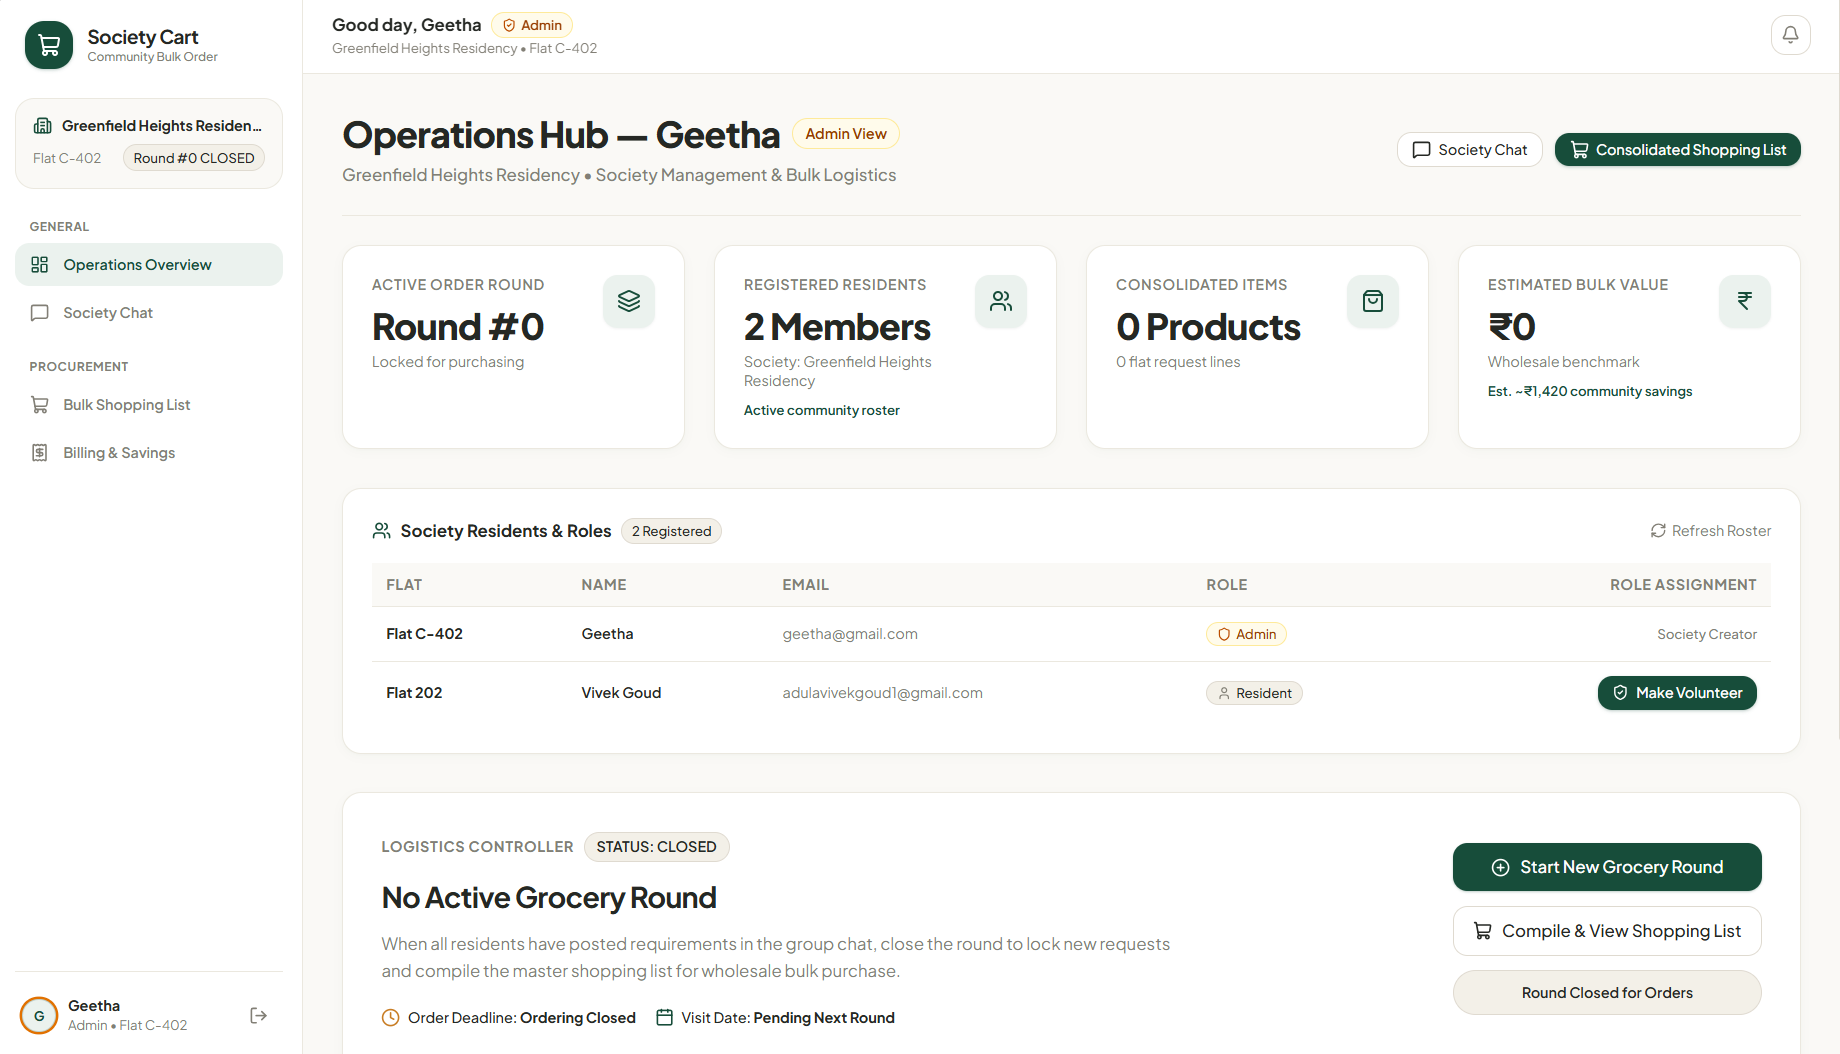 Society Cart
Community Bulk Order
Greenfield Heights Residen...
Flat C-402
Round #0 CLOSED
GENERAL
Operations Overview
Society Chat
PROCUREMENT
Bulk Shopping List
Billing & Savings
G
Geetha
Admin • Flat C-402
Good day, Geetha
Admin
Greenfield Heights Residency • Flat C-402
Operations Hub — Geetha
Admin View
Greenfield Heights Residency • Society Management & Bulk Logistics
Society Chat
Consolidated Shopping List
ACTIVE ORDER ROUND
Round #0
Locked for purchasing
REGISTERED RESIDENTS
2 Members
Society: Greenfield Heights
Residency
Active community roster
CONSOLIDATED ITEMS
0 Products
0 flat request lines
ESTIMATED BULK VALUE
₹
₹0
Wholesale benchmark
Est. ~₹1,420 community savings
Society Residents & Roles
2 Registered
Refresh Roster
FLAT NAME EMAIL ROLE ROLE ASSIGNMENT
Flat C-402 Geetha geetha@gmail.com Admin Society Creator
Flat 202 Vivek Goud adulavivekgoud1@gmail.com Resident Make Volunteer
LOGISTICS CONTROLLER
STATUS: CLOSED
No Active Grocery Round
When all residents have posted requirements in the group chat, close the round to lock new requests
and compile the master shopping list for wholesale bulk purchase.
Order Deadline: Ordering Closed
Visit Date: Pending Next Round
Start New Grocery Round
Compile & View Shopping List
Round Closed for Orders